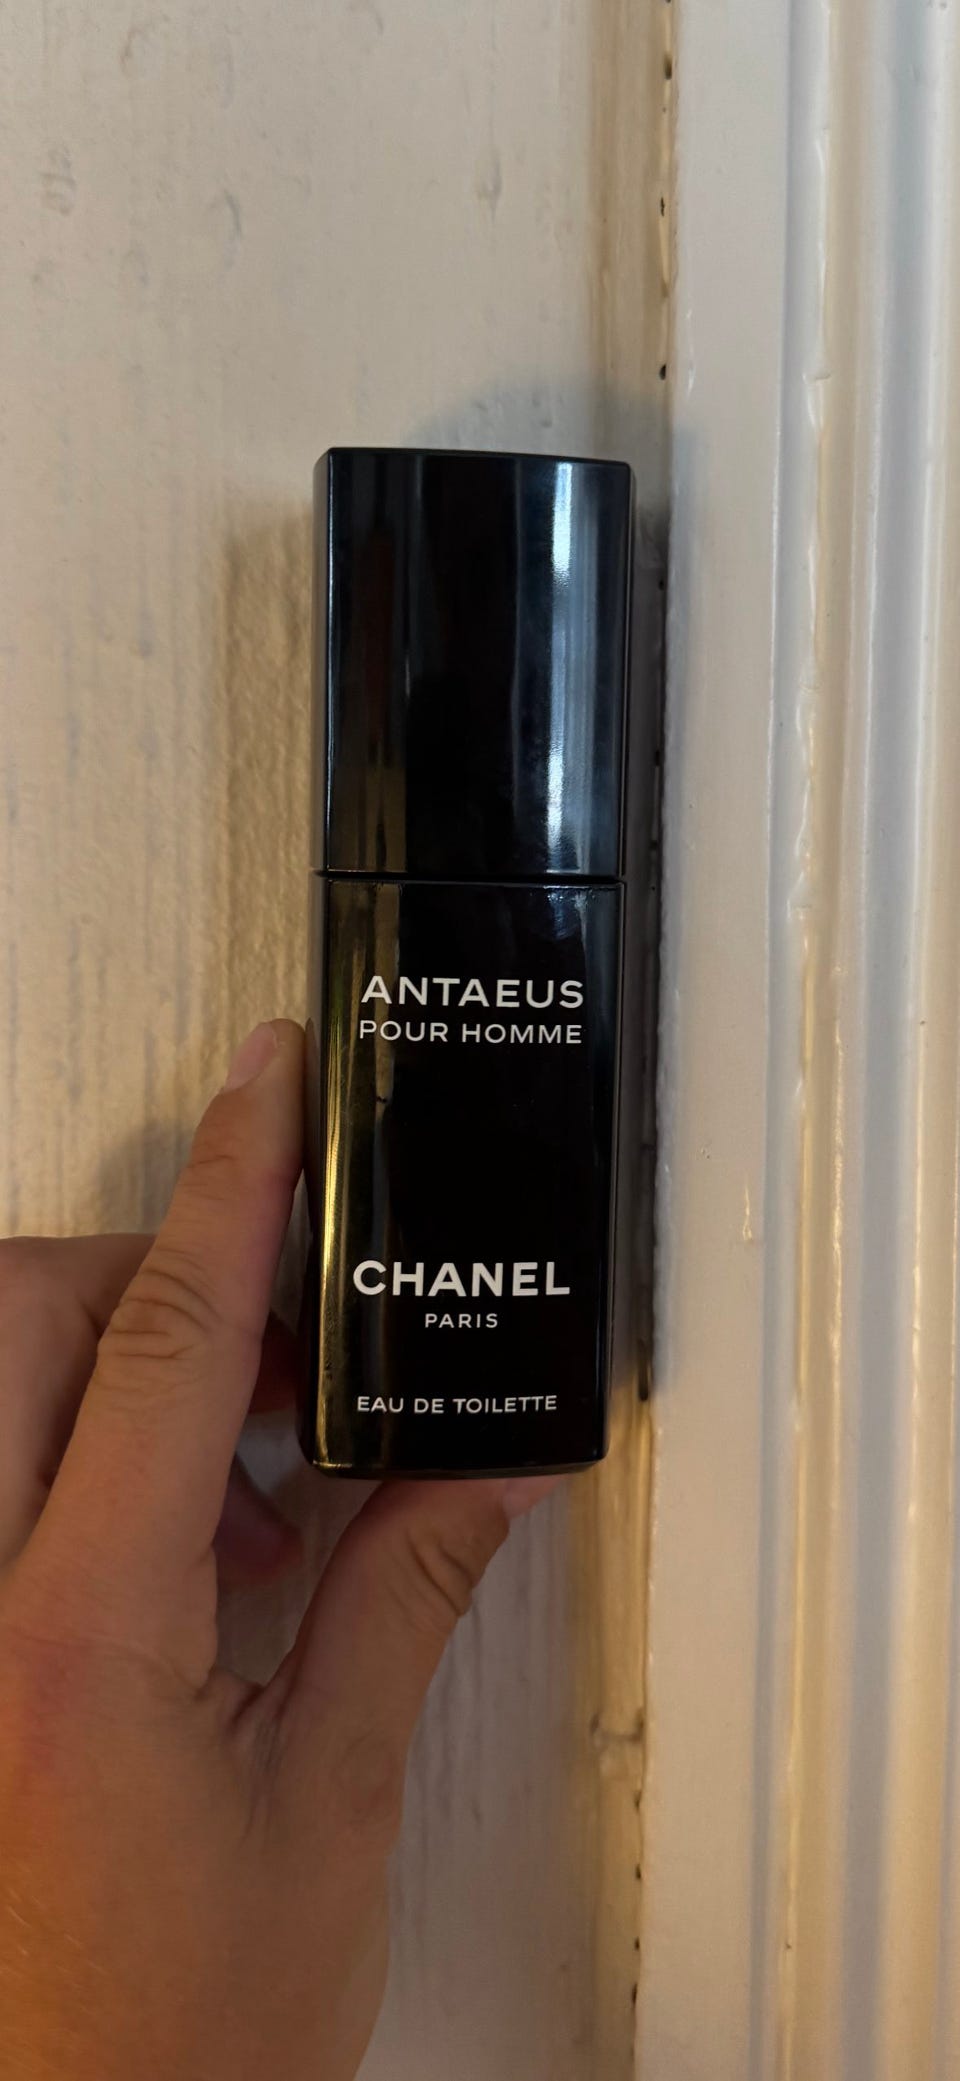 ANTAEUS
POUR HOMME
CHANEL
PARIS
EAU DE TOILETTE